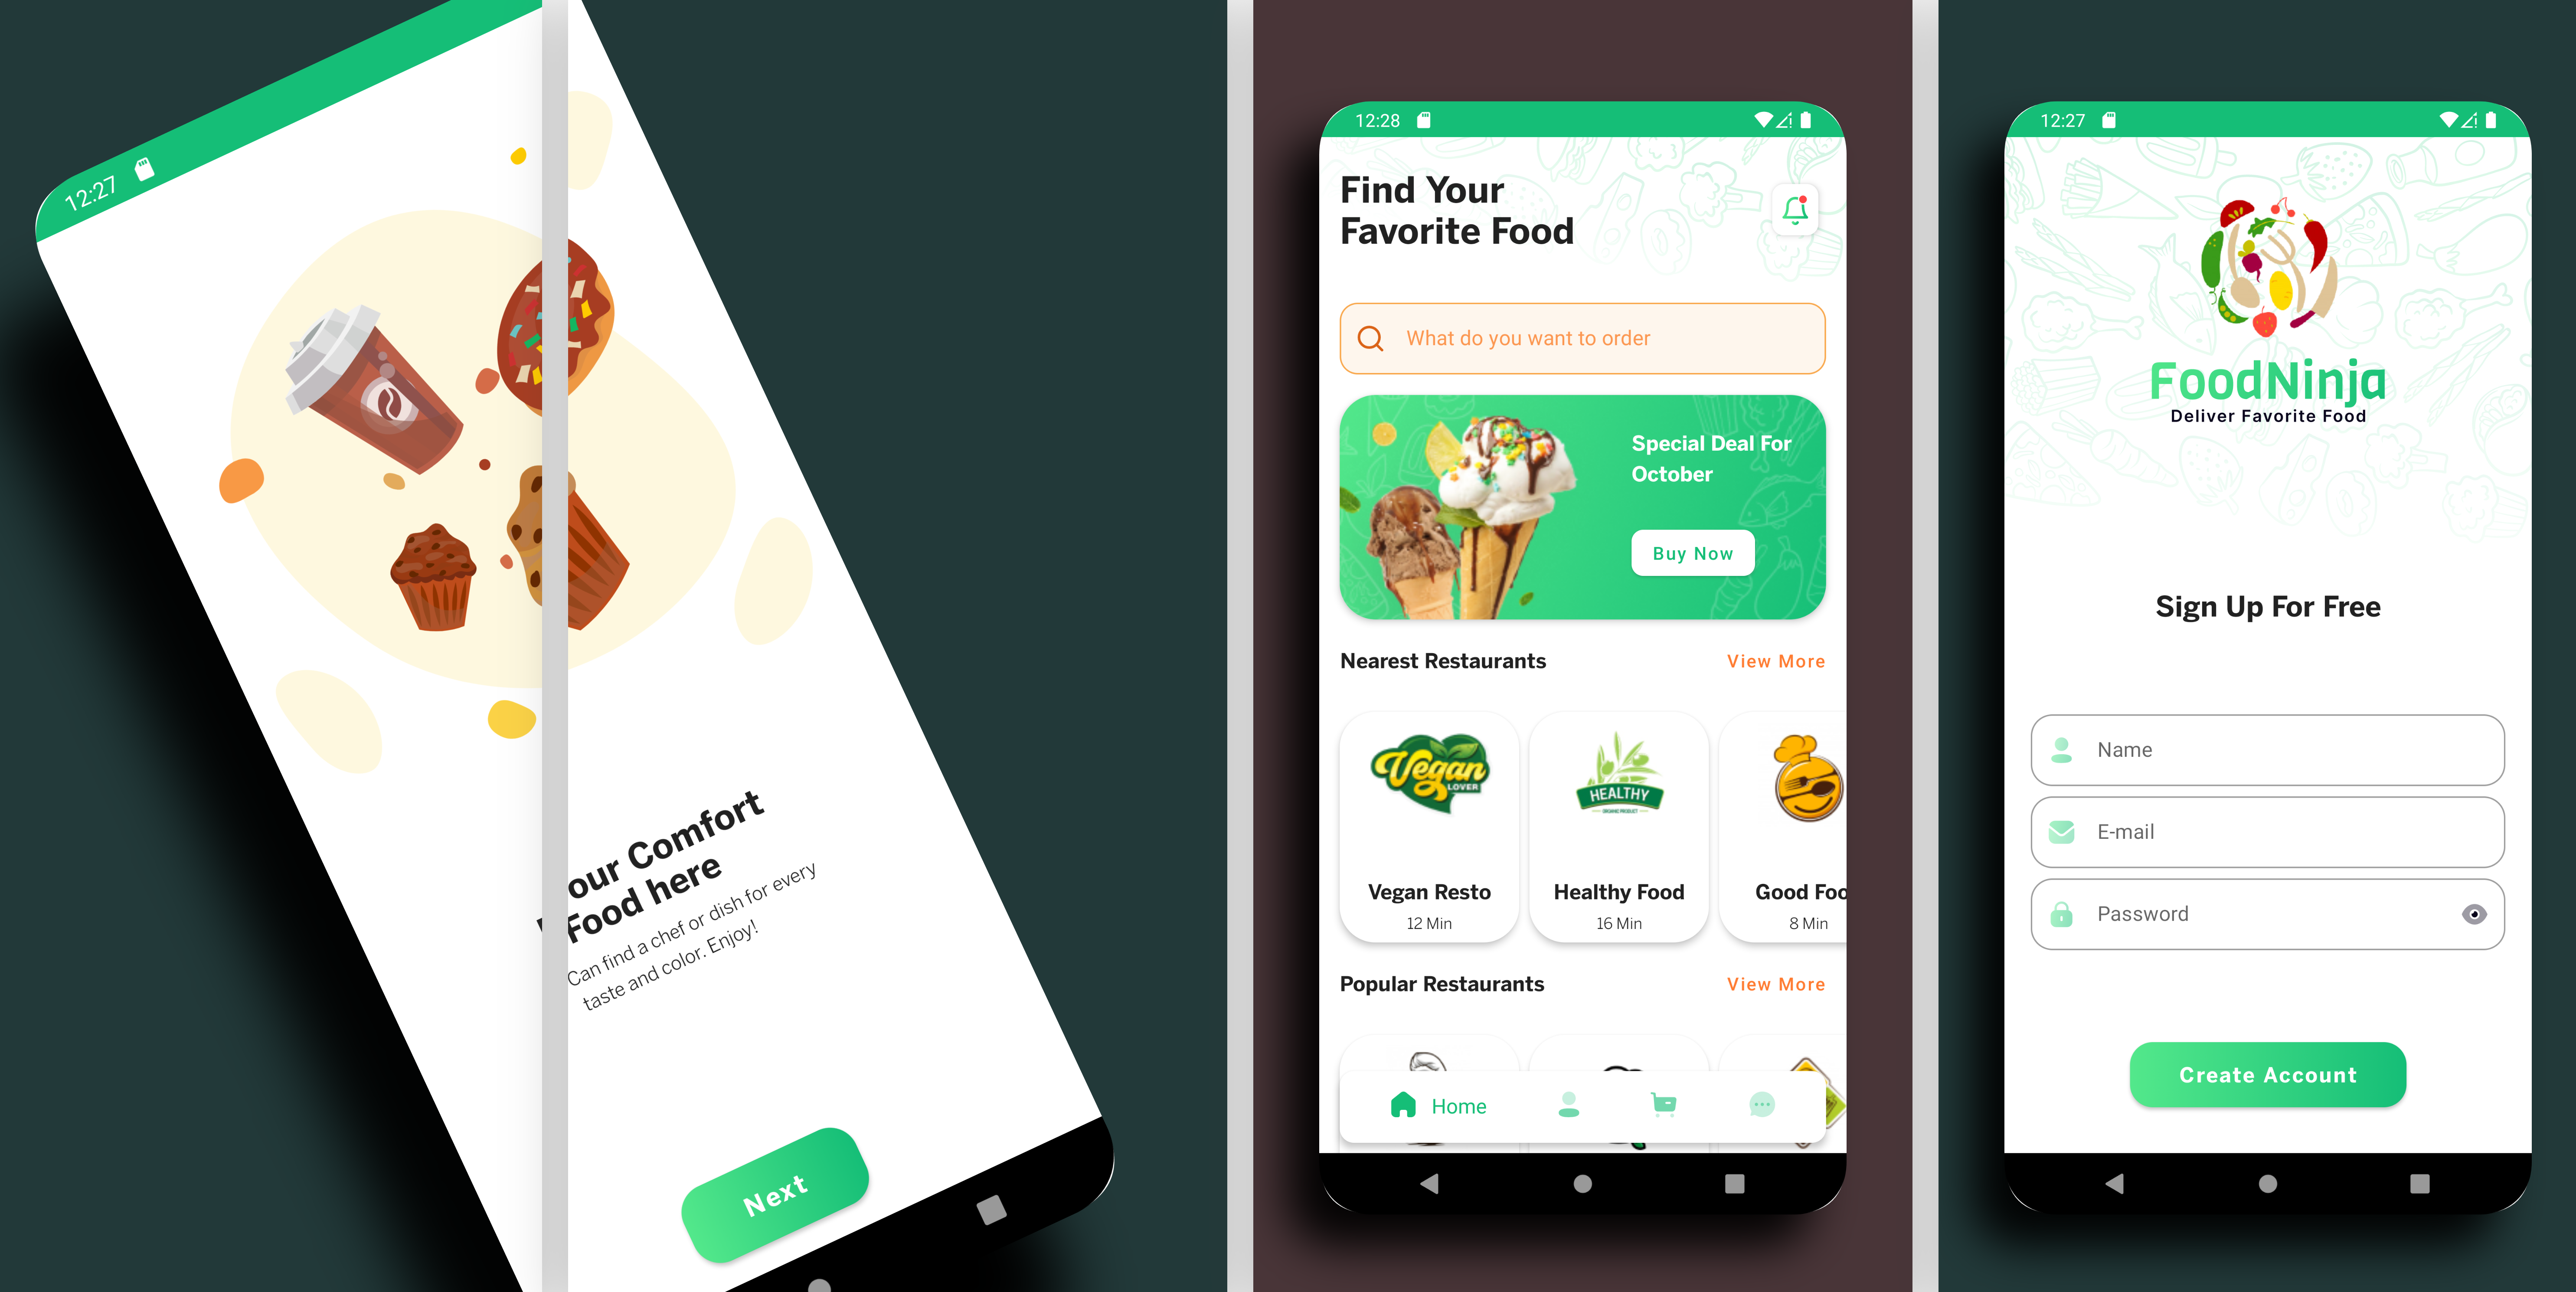 12:27
our Comfort
Food here
Can find a chef or dish for every
taste and color. Enjoy!
Next
12:28
Find Your
Favorite Food
What do you want to order
Special Deal For
October
Buy Now
Nearest Restaurants
View More
Vegan
LOVER
HEALTHY
ORGANIC PRODUCT
Vegan Resto
12 Min
Healthy Food
16 Min
Good Foo
8 Min
Popular Restaurants
View More
Home
12:27
FoodNinja
Deliver Favorite Food
Sign Up For Free
Name
E-mail
Password
Create Account